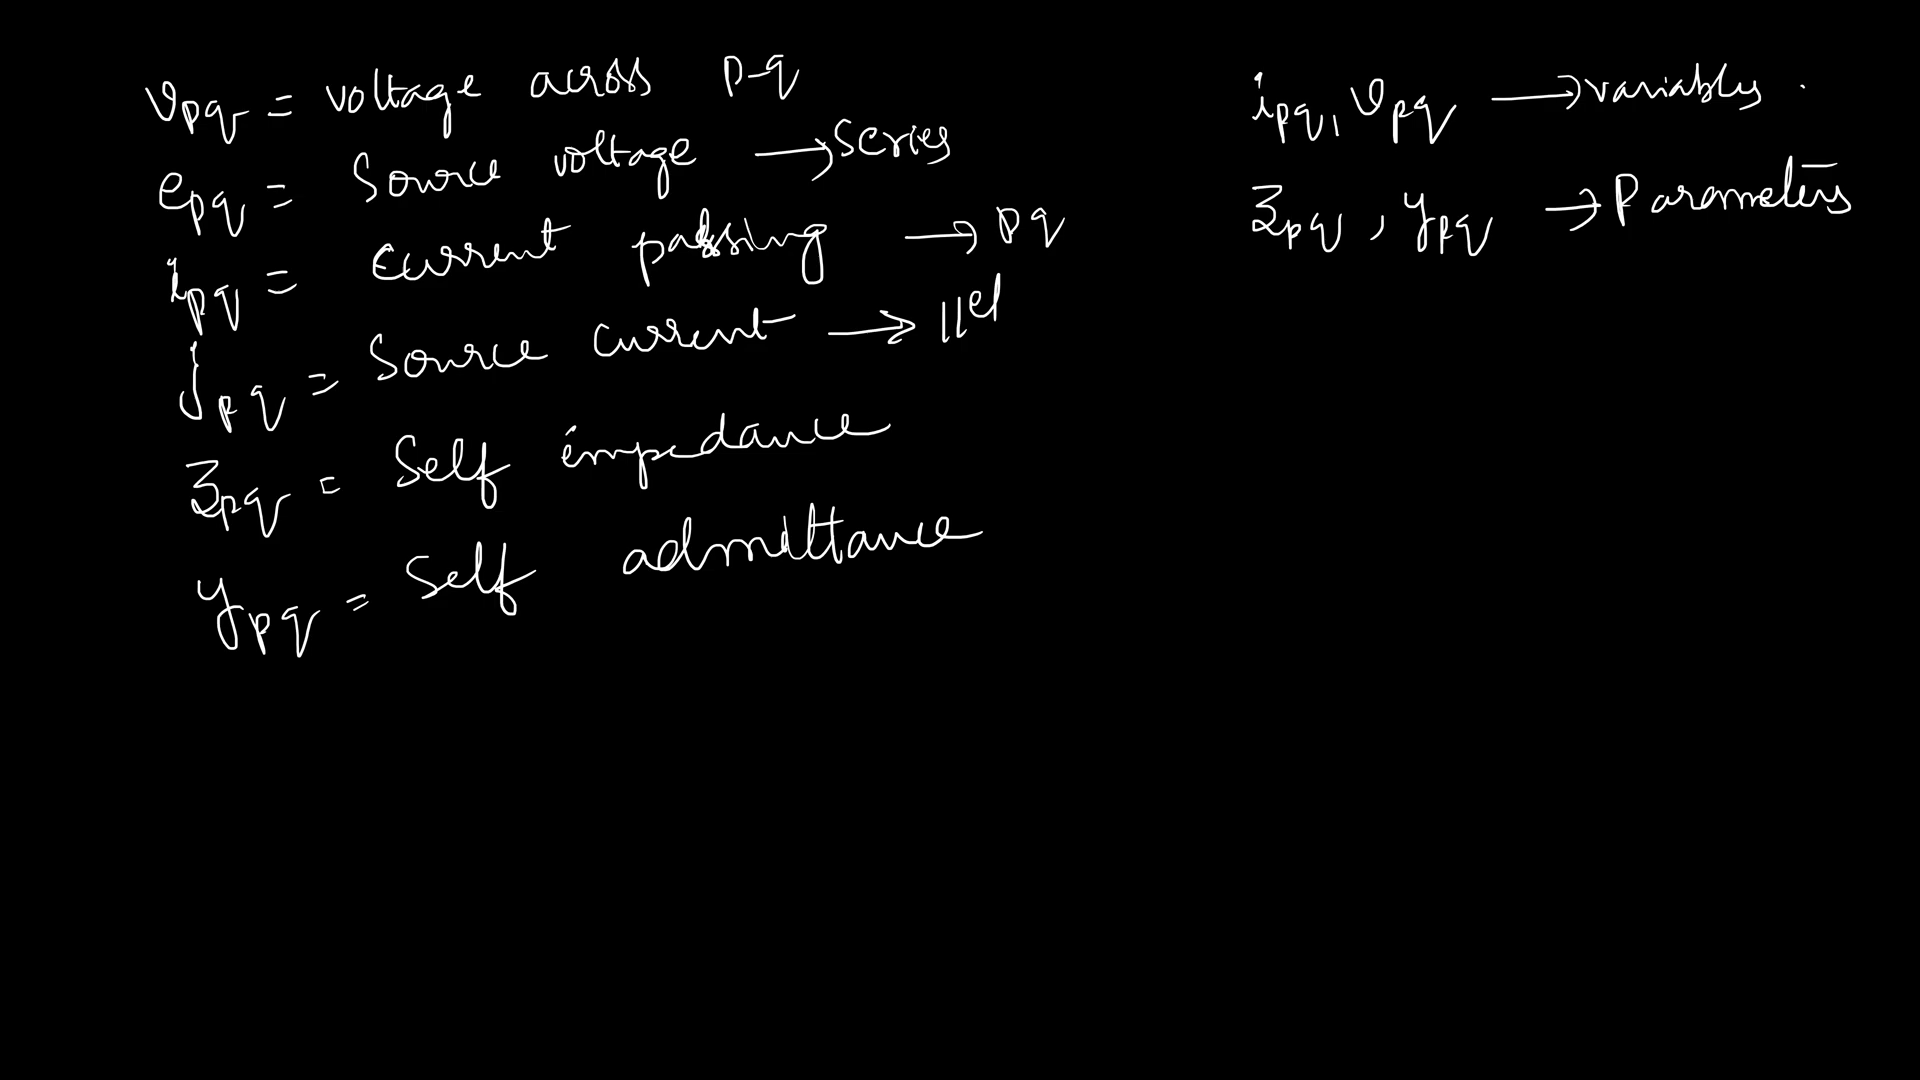 vpq = voltage across p-q
epq = Source voltage → Series
ipq = current passing → pq
jpq = Source current → llel
zpq = Self impedance
ypq = Self admittance
ipq, vpq → variables.
zpq, ypq → Parameters